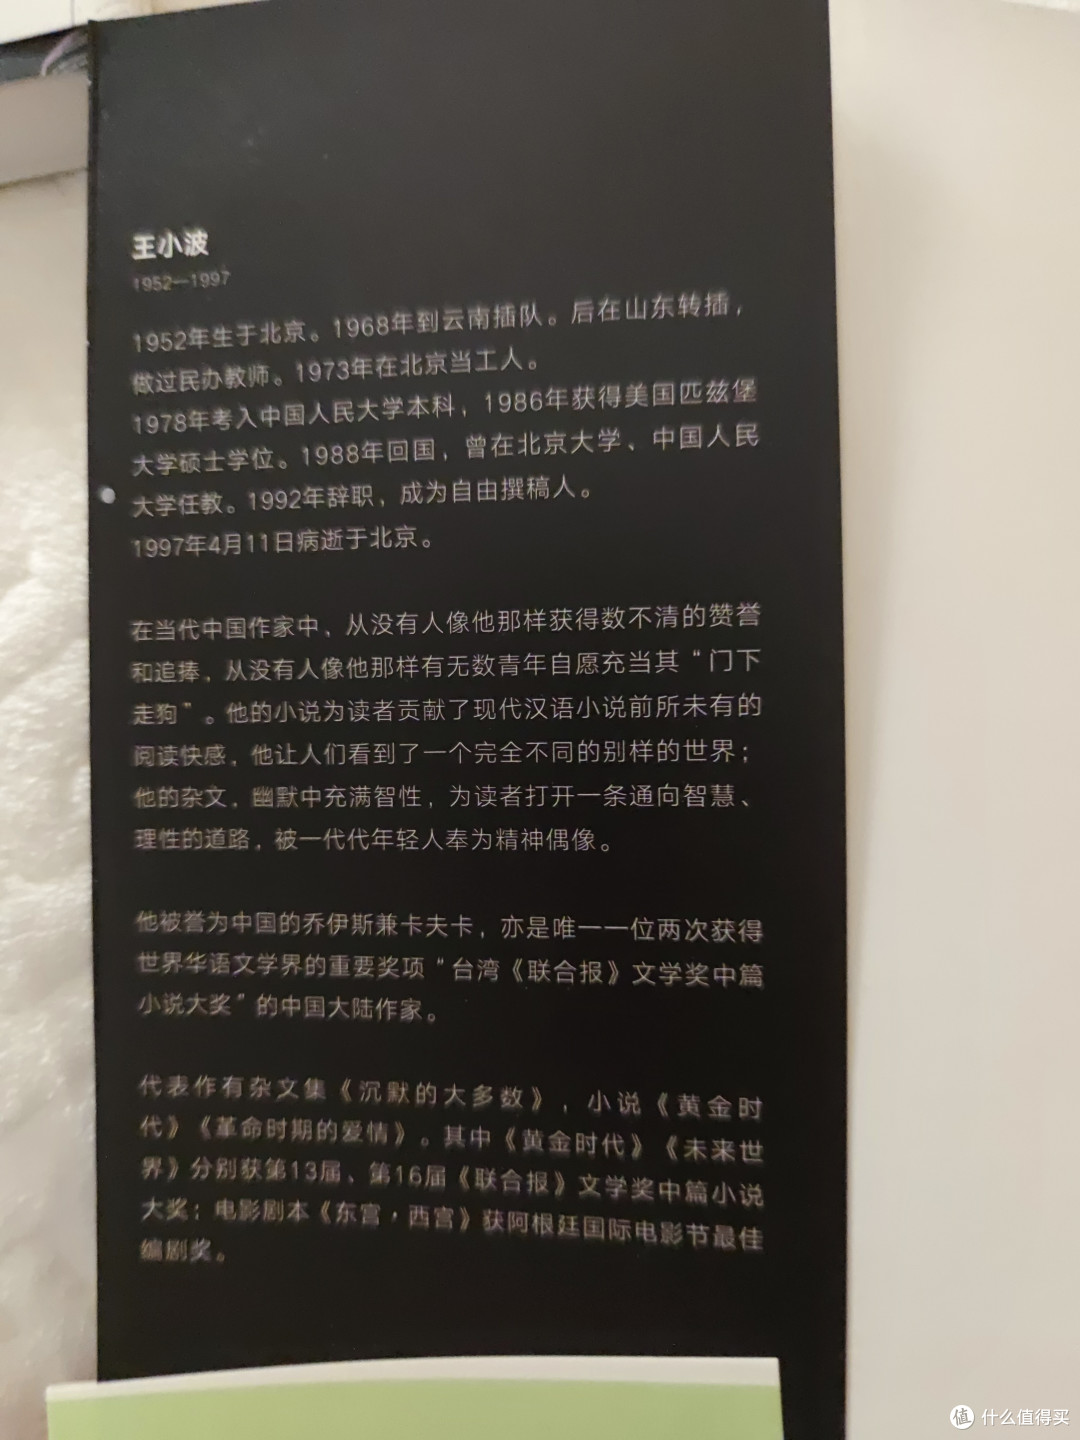 王小波
1952—1997
1952年生于北京。1968年到云南插队。后在山东转插，
做过民办教师。1973年在北京当工人。
1978年考入中国人民大学本科，1986年获得美国匹兹堡
大学硕士学位。1988年回国，曾在北京大学、中国人民
大学任教。1992年辞职，成为自由撰稿人。
1997年4月11日病逝于北京。
在当代中国作家中，从没有人像他那样获得数不清的赞誉
和追捧，从没有人像他那样有无数青年自愿充当其“门下
走狗”。他的小说为读者贡献了现代汉语小说前所未有的
阅读快感，他让人们看到了一个完全不同的别样的世界；
他的杂文，幽默中充满智性，为读者打开一条通向智慧、
理性的道路，被一代代年轻人奉为精神偶像。
他被誉为中国的乔伊斯兼卡夫卡，亦是唯一一位两次获得
世界华语文学界的重要奖项“台湾《联合报》文学奖中篇
小说大奖”的中国大陆作家。
代表作有杂文集《沉默的大多数》，小说《黄金时
代》《革命时期的爱情》。其中《黄金时代》《未来世
界》分别获第13届、第16届《联合报》文学奖中篇小说
大奖；电影剧本《东宫·西宫》获阿根廷国际电影节最佳
编剧奖。
值 什么值得买